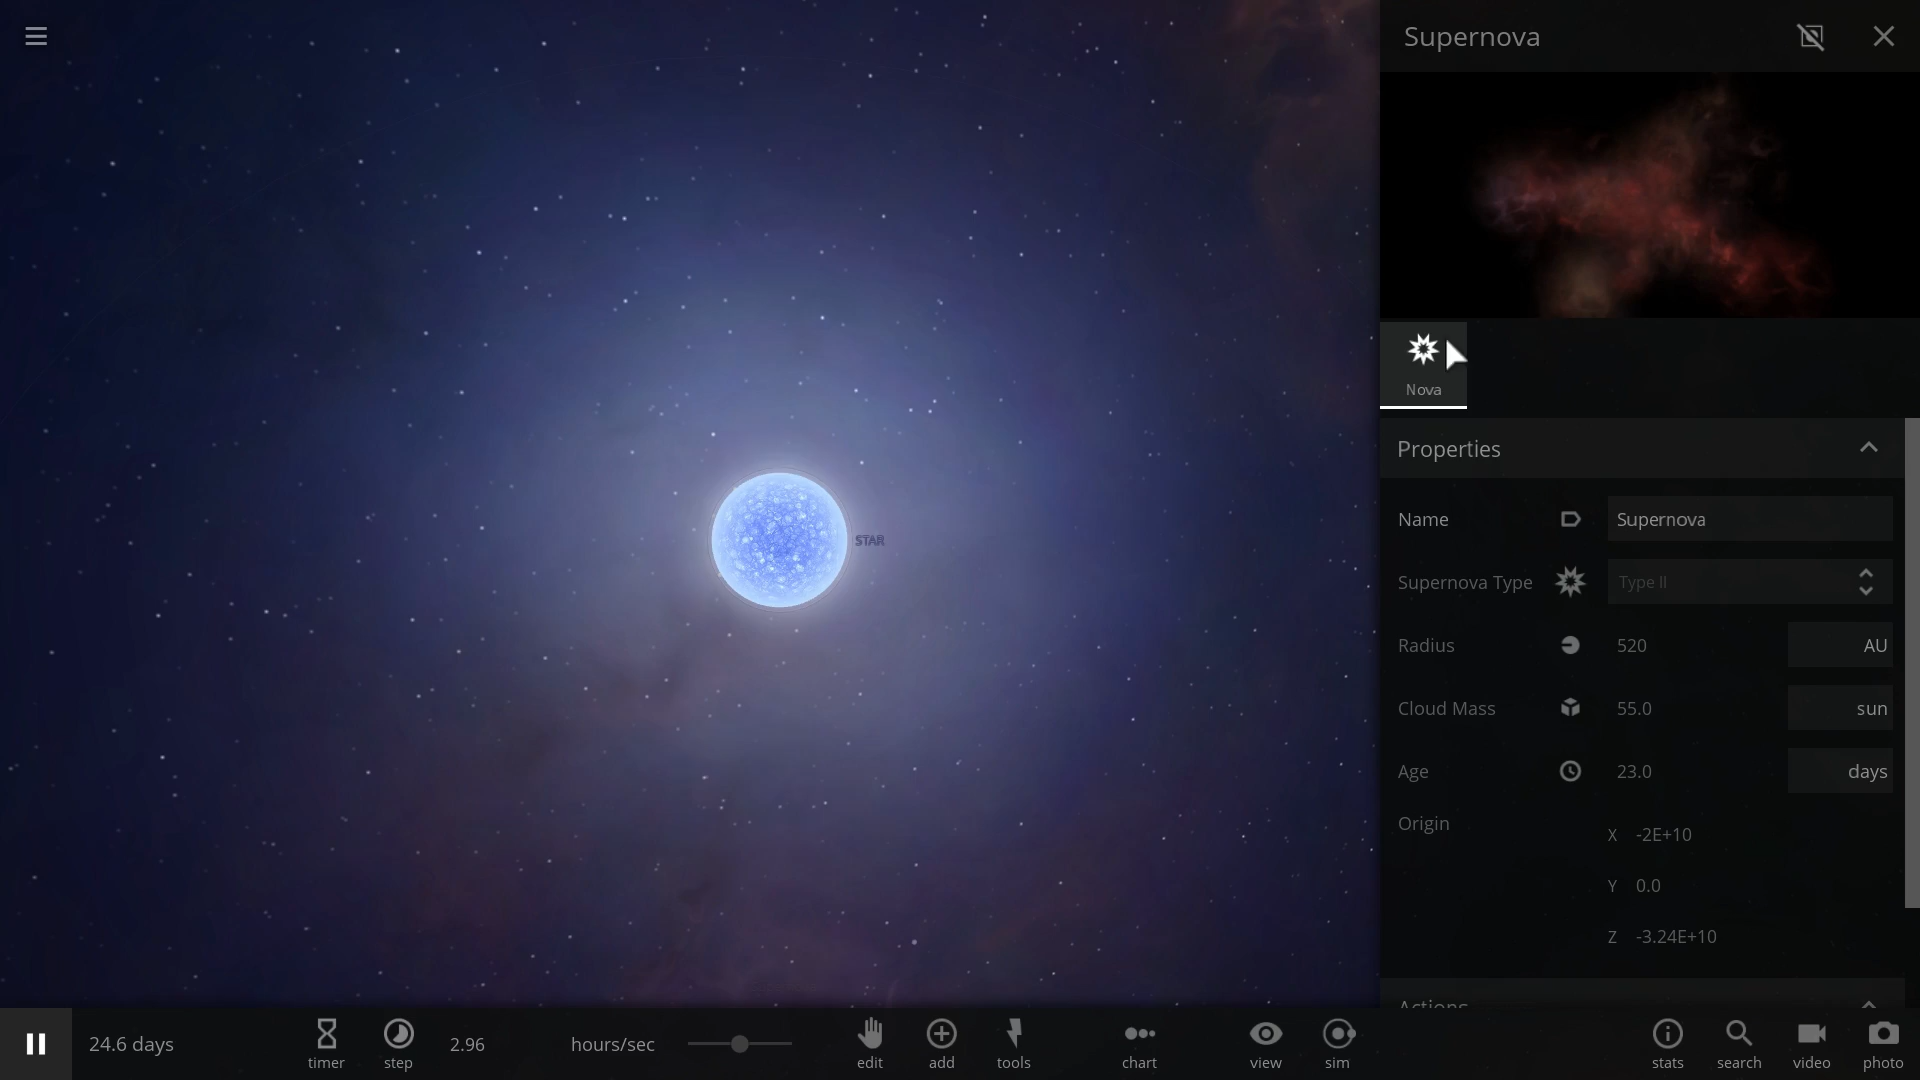 Supernova
Nova
Properties
Name Supernova
Supernova Type Type II
Radius 520 AU
Cloud Mass 55.0 sun
Age 23.0 days
Origin
X -2E+10
Y 0.0
Z -3.24E+10
Actions
STAR
24.6 days timer step 2.96 hours/sec edit add tools chart view sim stats search video photo